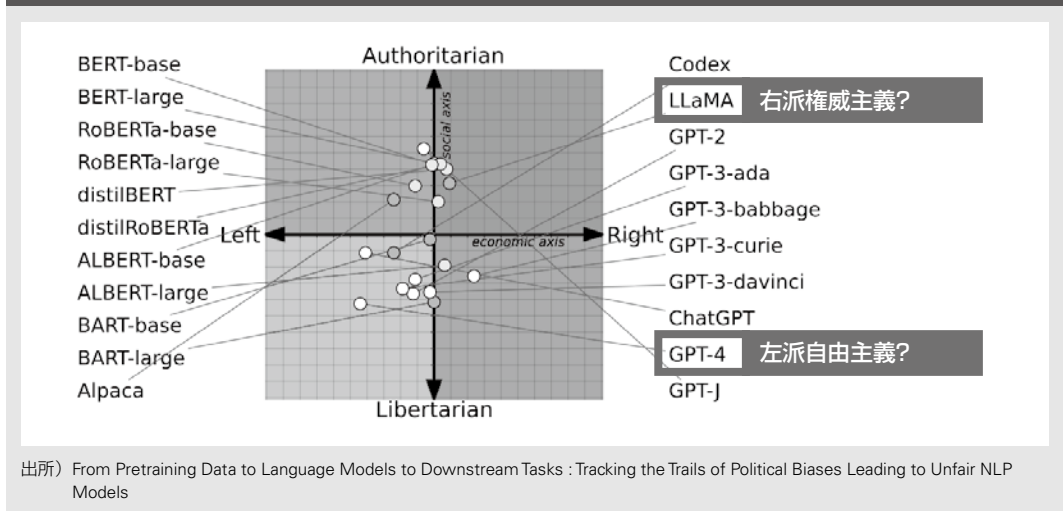 Authoritarian
BERT-base
BERT-large
RoBERTa-base
RoBERTa-large
distilBERT
distilRoBERTa
ALBERT-base
ALBERT-large
BART-base
BART-large
Alpaca
social axis
Left
economic axis
Right
Libertarian
Codex
LLaMA 右派権威主義?
GPT-2
GPT-3-ada
GPT-3-babbage
GPT-3-curie
GPT-3-davinci
ChatGPT
GPT-4 左派自由主義?
GPT-J
出所）From Pretraining Data to Language Models to Downstream Tasks : Tracking the Trails of Political Biases Leading to Unfair NLP
Models